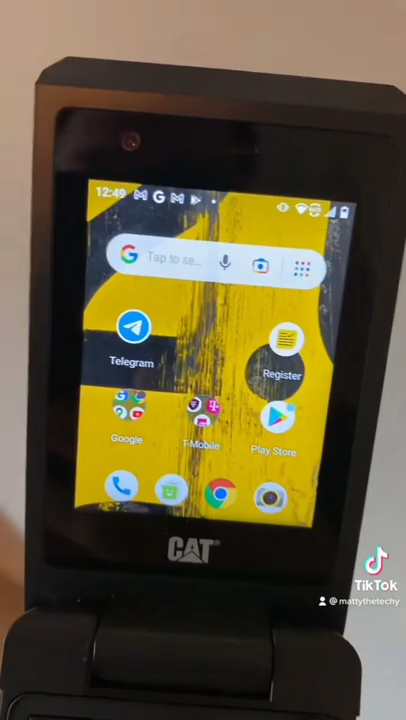 12:49
Tap to se...
Telegram
Register
Google
T-Mobile
Play Store
CAT®
TikTok
@ mattythetechy